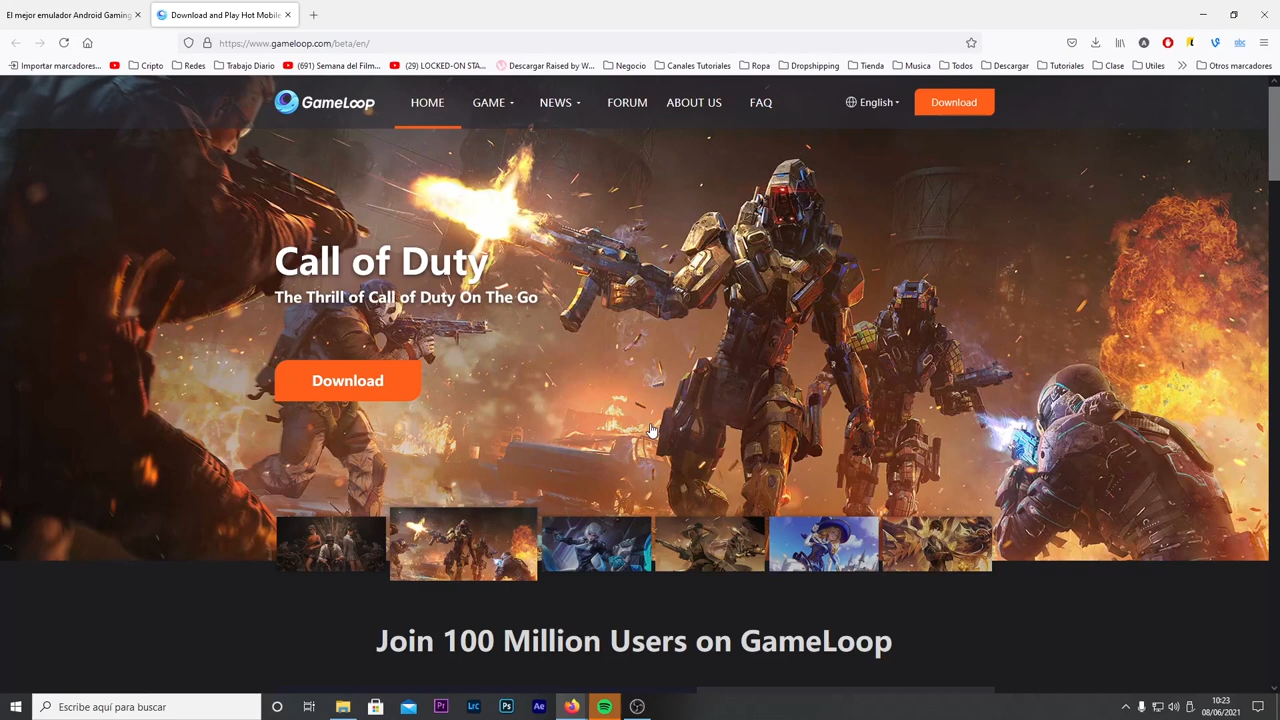 El mejor emulador Android Gaming
Download and Play Hot Mobile
https://www.gameloop.com/beta/en/
Importar marcadores...
Cripto
Redes
Trabajo Diario
(691) Semana del Film...
(29) LOCKED-ON STA...
Descargar Raised by W...
Negocio
Canales Tutoriales
Ropa
Dropshipping
Tienda
Musica
Todos
Descargar
Tutoriales
Clase
Utiles
Otros marcadores
GameLoop
HOME
GAME
NEWS
FORUM
ABOUT US
FAQ
English
Download
Call of Duty
The Thrill of Call of Duty On The Go
Download
Join 100 Million Users on GameLoop
Escribe aquí para buscar
Pr
Lrc
Ps
Ae
10:23
08/06/2021